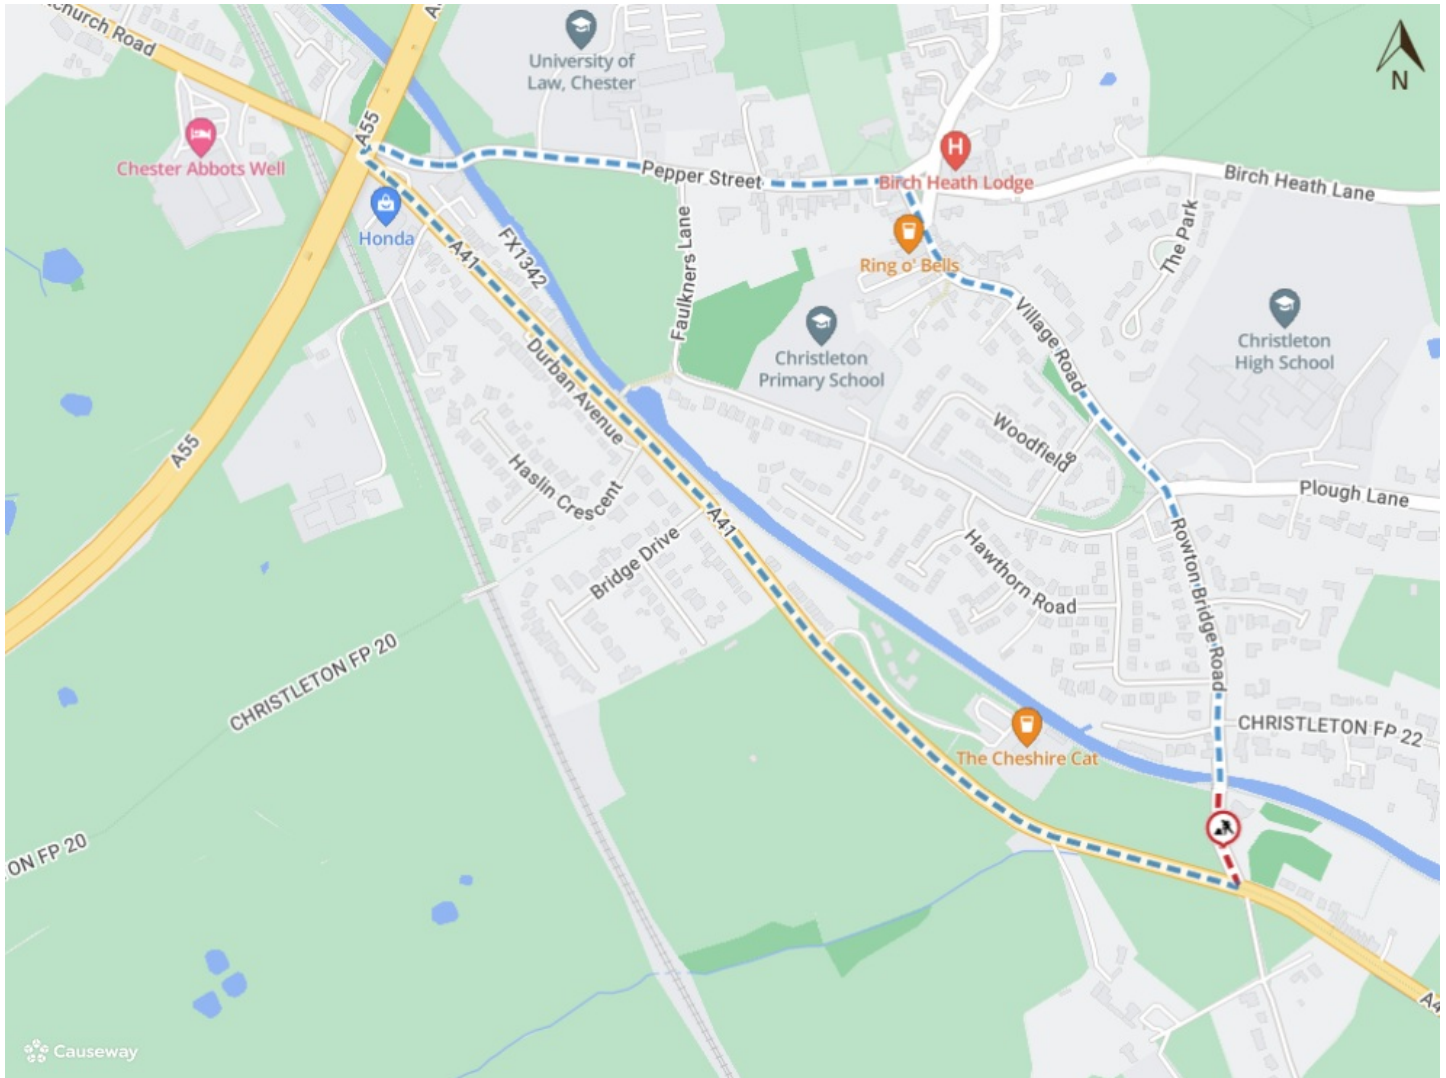 church Road
A55
University of
Law, Chester
N
Chester Abbots Well
Pepper Street
H
Birch Heath Lodge
Birch Heath Lane
Honda
A41
FX1342
Faulkners Lane
Ring o' Bells
The Park
Village Road
Christleton
Primary School
Christleton
High School
Durban Avenue
A55
Haslin Crescent
Woodfields
Plough Lane
A41
Bridge Drive
Hawthorn Road
Rowton Bridge Road
CHRISTLETON FP 20
CHRISTLETON FP 22
The Cheshire Cat
ON FP 20
A4
Causeway